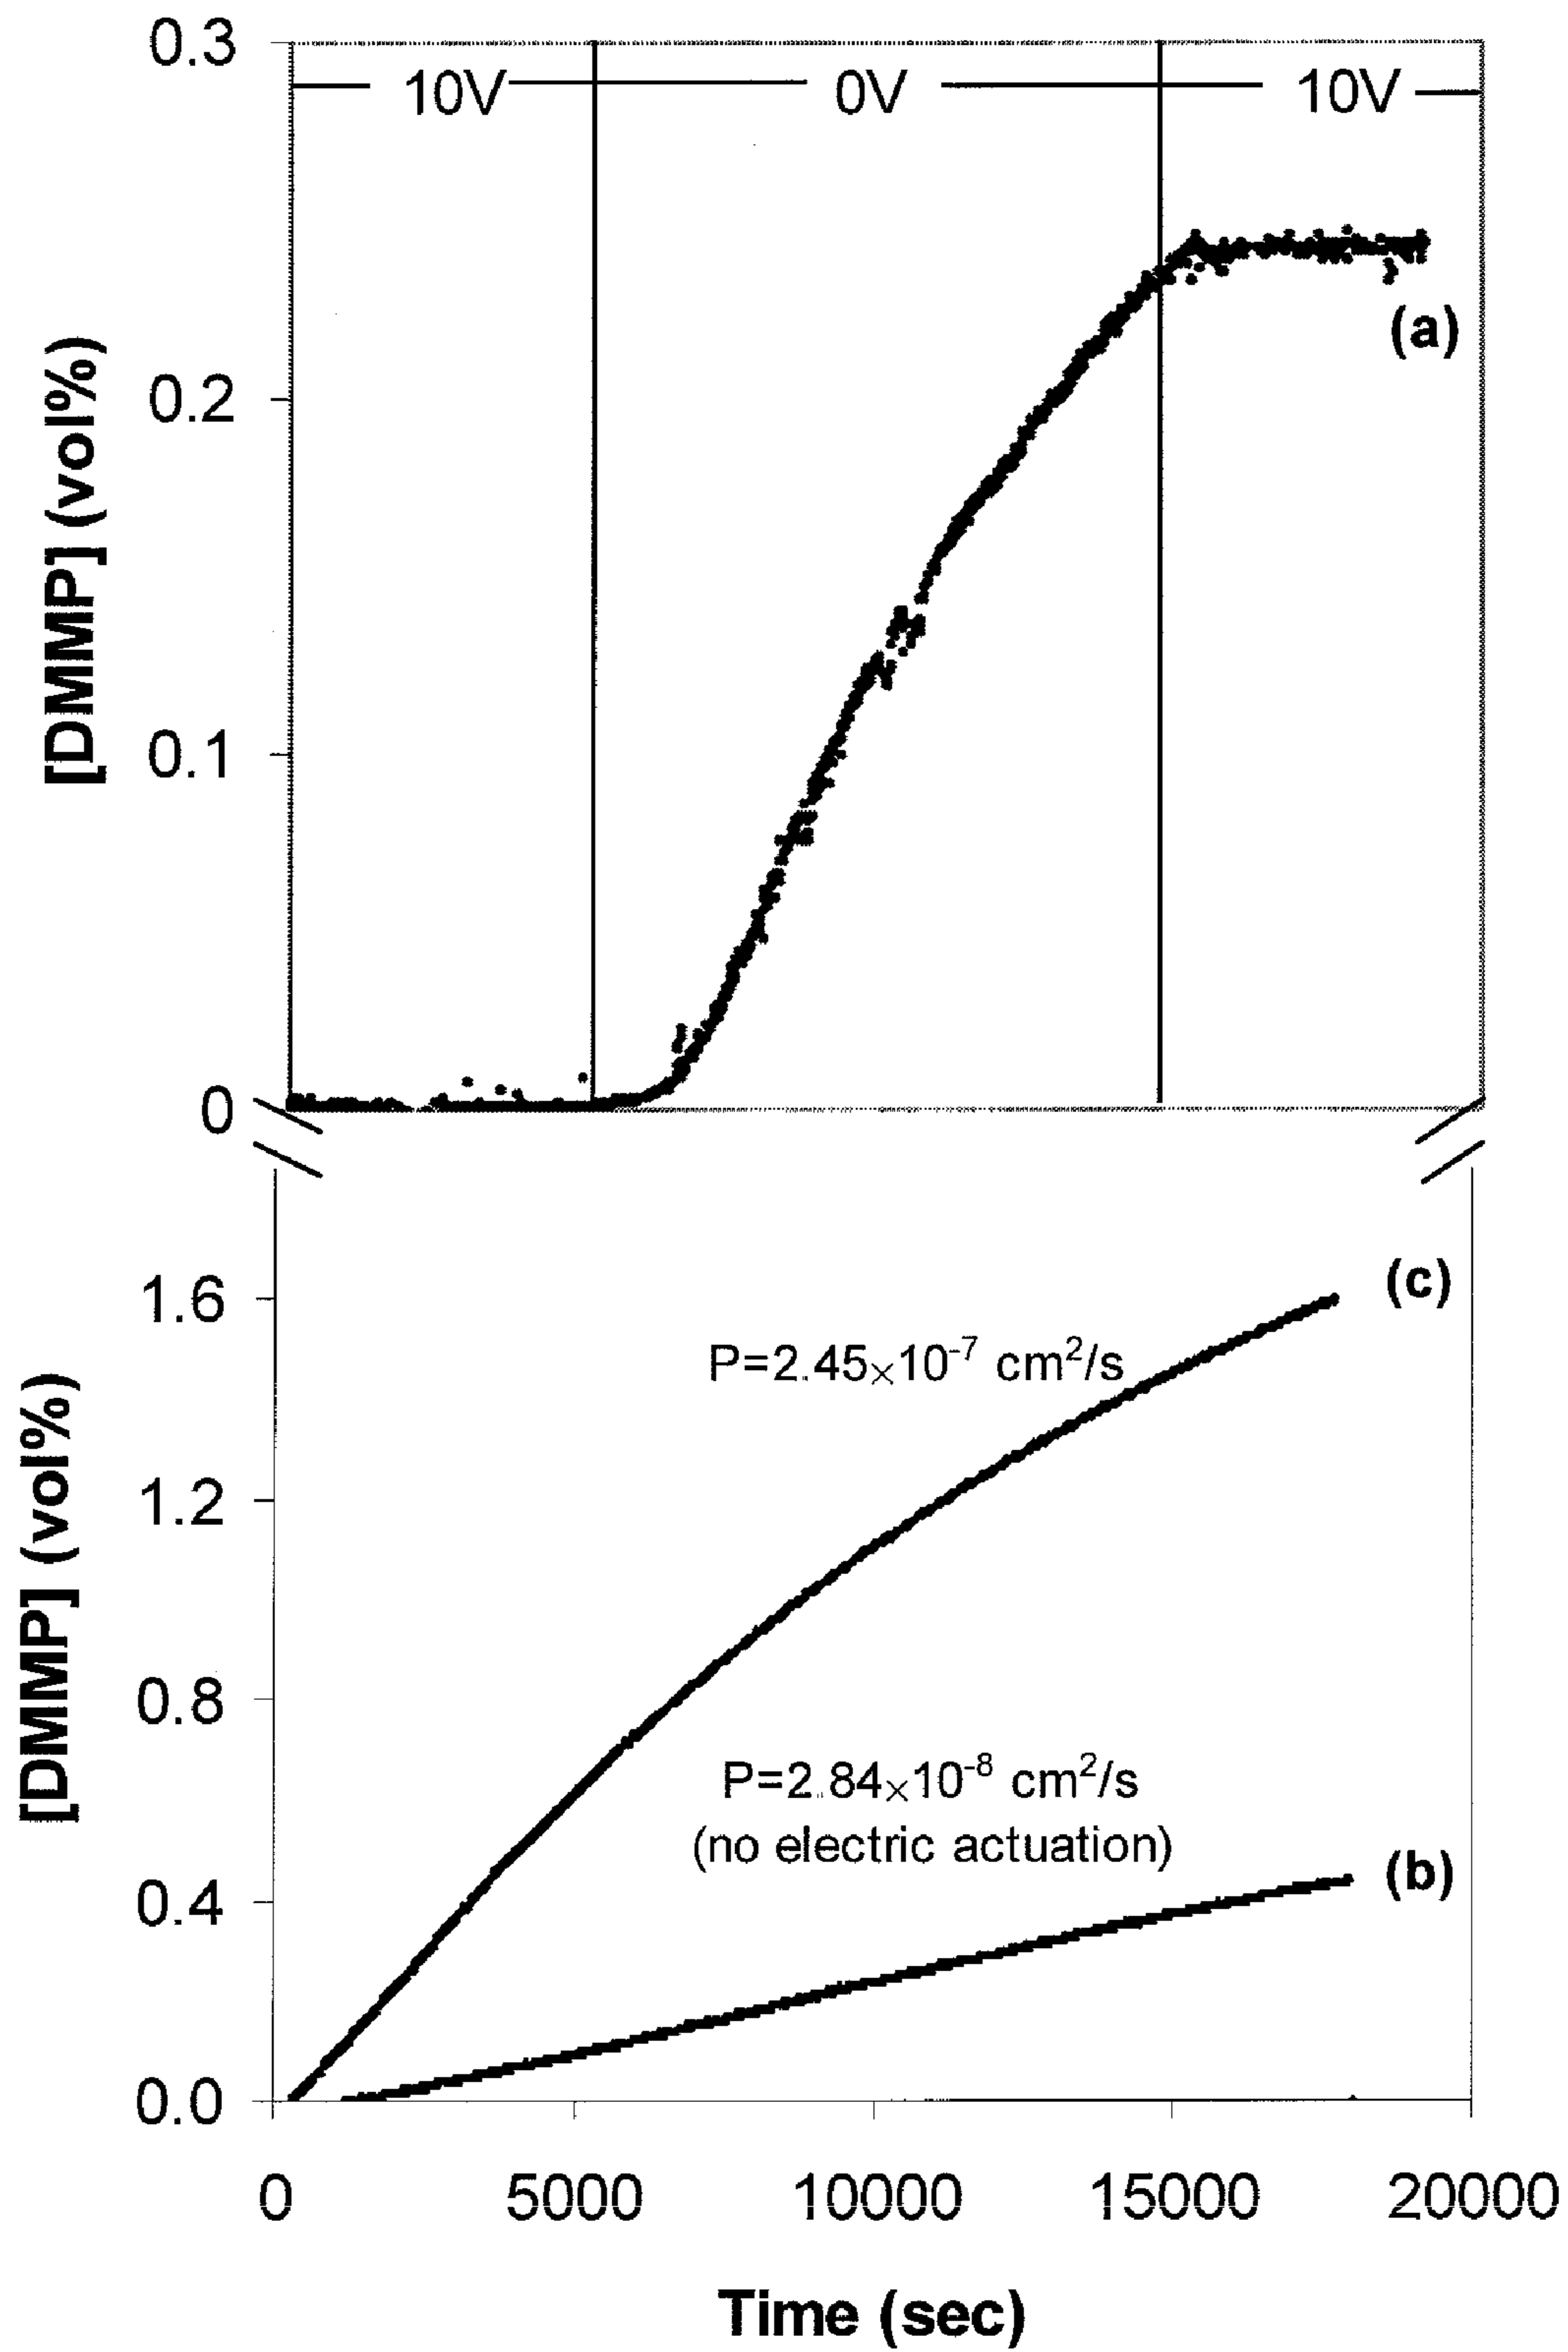 0.3
10V
0V
10V
(a)
0.2
[DMMP] (vol%)
0.1
0
(c)
1.6
P=2.45×10⁻⁷ cm²/s
1.2
[DMMP] (vol%)
0.8
P=2.84×10⁻⁸ cm²/s
(no electric actuation)
(b)
0.4
0.0
0 5000 10000 15000 20000
Time (sec)